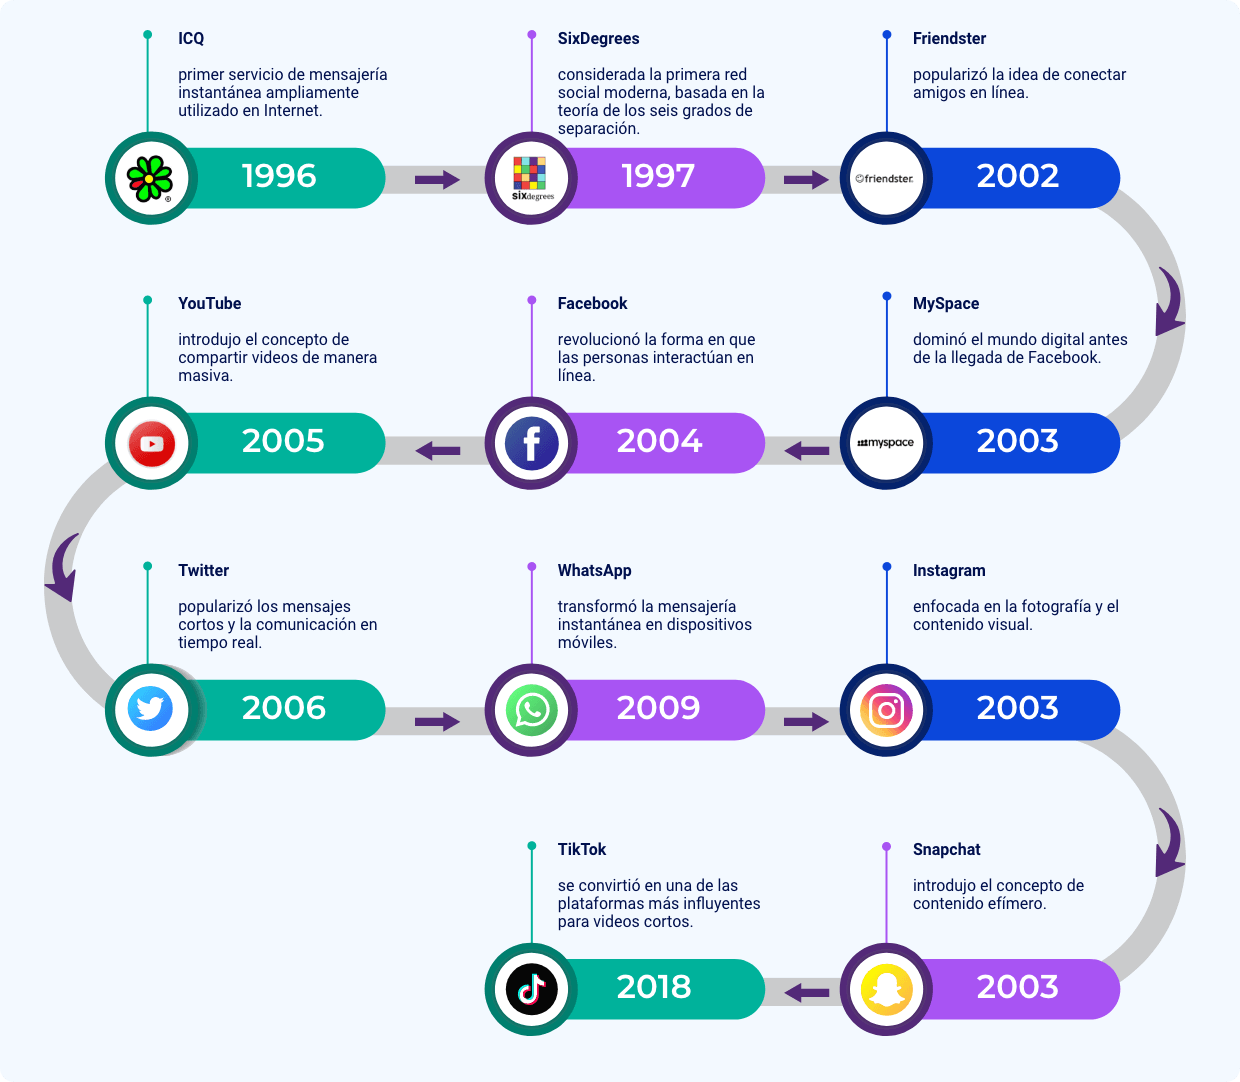 ICQ
primer servicio de mensajería
instantánea ampliamente
utilizado en Internet.
1996
®
SixDegrees
considerada la primera red
social moderna, basada en la
teoría de los seis grados de
separación.
sixdegrees
1997
Friendster
popularizó la idea de conectar
amigos en línea.
friendster.
2002
MySpace
dominó el mundo digital antes
de la llegada de Facebook.
myspace
2003
Facebook
revolucionó la forma en que
las personas interactúan en
línea.
f
2004
YouTube
introdujo el concepto de
compartir videos de manera
masiva.
2005
Twitter
popularizó los mensajes
cortos y la comunicación en
tiempo real.
2006
WhatsApp
transformó la mensajería
instantánea en dispositivos
móviles.
2009
Instagram
enfocada en la fotografía y el
contenido visual.
2003
Snapchat
introdujo el concepto de
contenido efímero.
2003
TikTok
se convirtió en una de las
plataformas más influyentes
para videos cortos.
2018